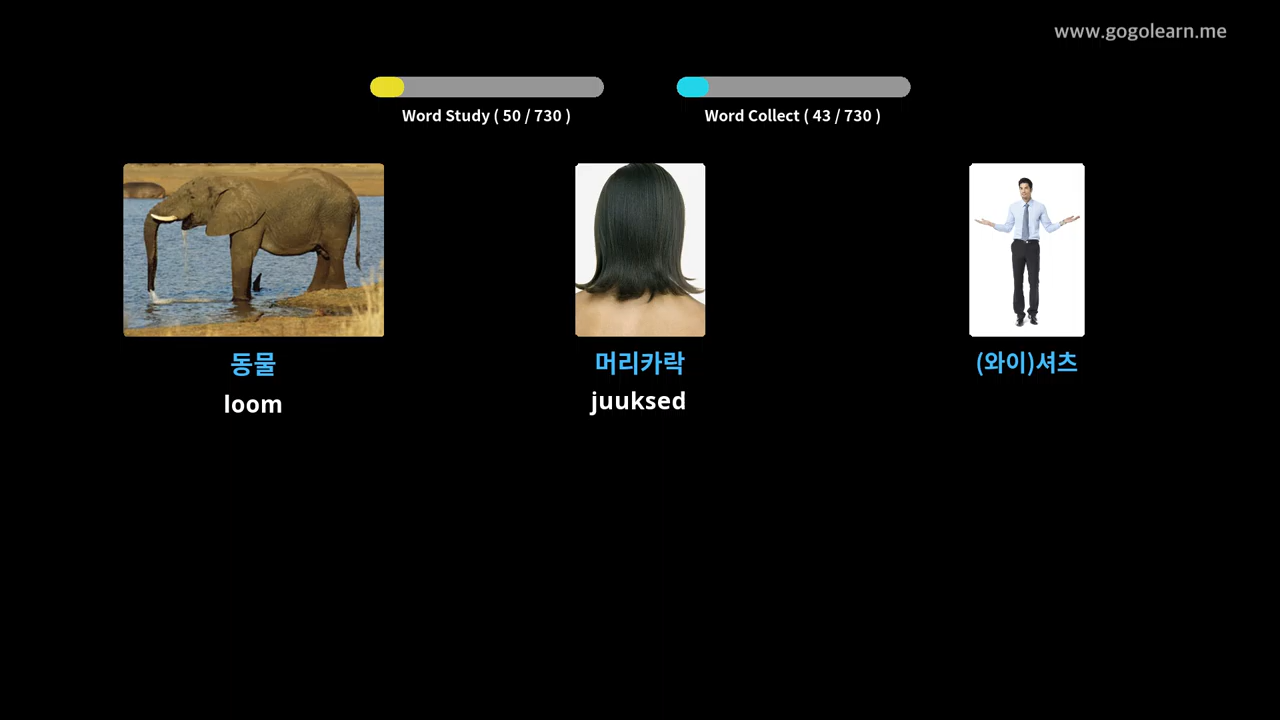 www.gogolearn.me
Word Study ( 50 / 730 )
Word Collect ( 43 / 730 )
동물
머리카락
(와이)셔츠
loom
juuksed